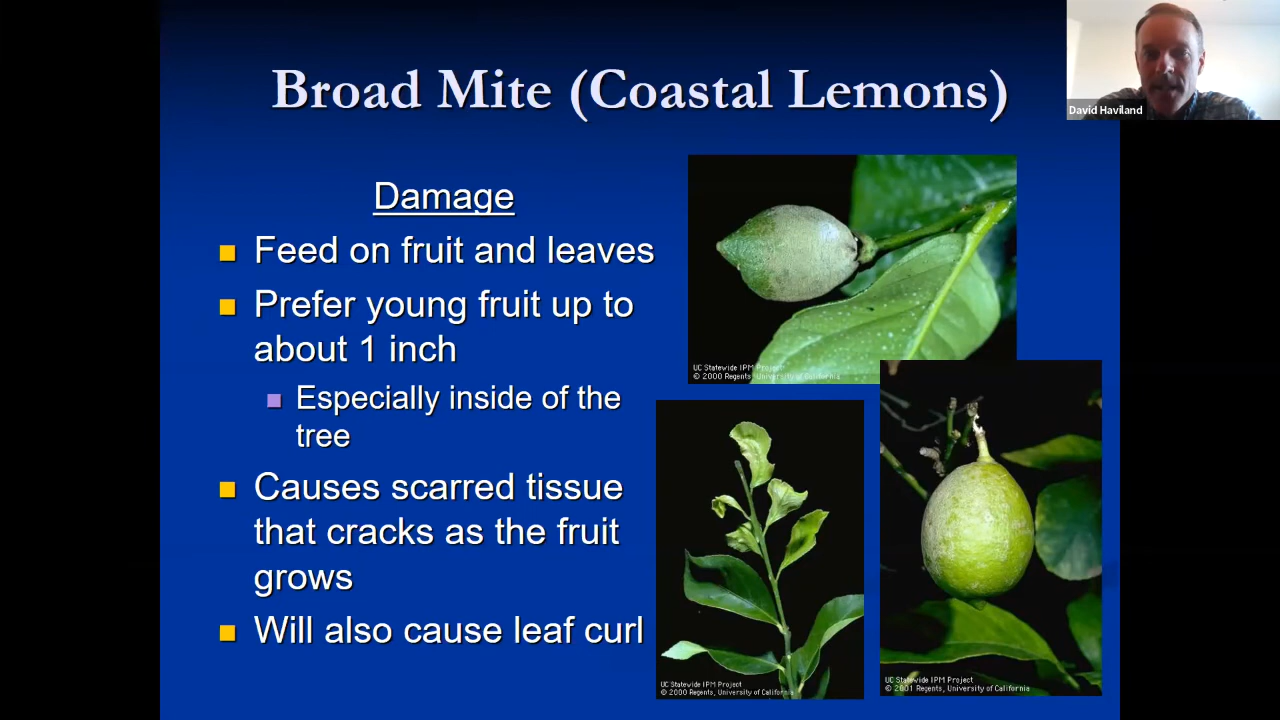 Broad Mite (Coastal Lemons)
David Haviland
Damage
Feed on fruit and leaves
Prefer young fruit up to
about 1 inch
Especially inside of the
tree
Causes scarred tissue
that cracks as the fruit
grows
Will also cause leaf curl
UC Statewide IPM Project
© 2000 Regents, University of California
UC Statewide IPM Project
© 2000 Regents, University of California
UC Statewide IPM Project
© 2001 Regents, University of California